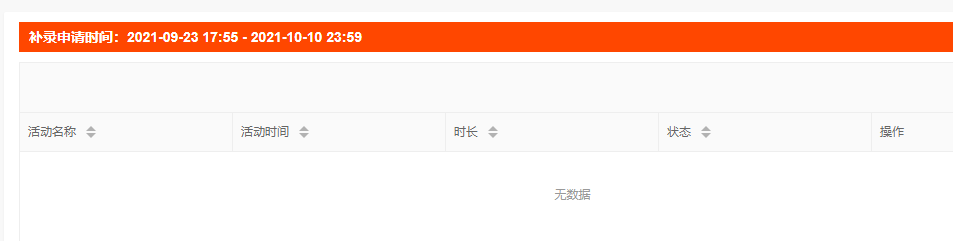 补录申请时间：2021-09-23 17:55 - 2021-10-10 23:59
活动名称 活动时间 时长 状态 操作
无数据